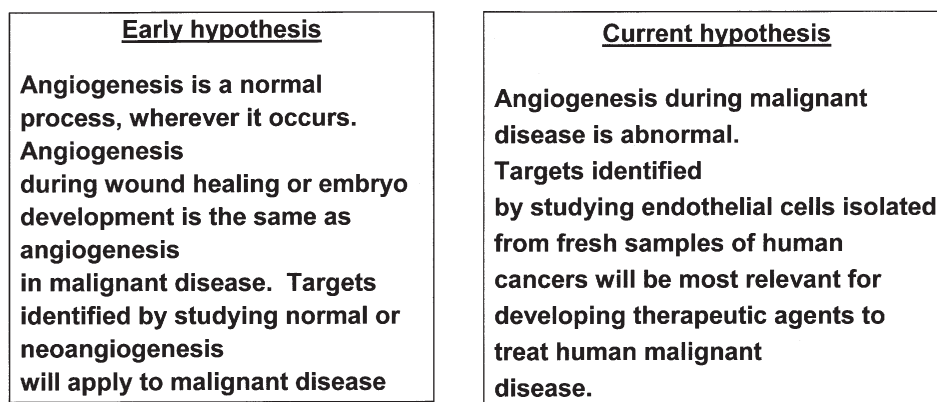 Early hypothesis
Angiogenesis is a normal
process, wherever it occurs.
Angiogenesis
during wound healing or embryo
development is the same as
angiogenesis
in malignant disease.  Targets
identified by studying normal or
neoangiogenesis
will apply to malignant disease
Current hypothesis
Angiogenesis during malignant
disease is abnormal.
Targets identified
by studying endothelial cells isolated
from fresh samples of human
cancers will be most relevant for
developing therapeutic agents to
treat human malignant
disease.